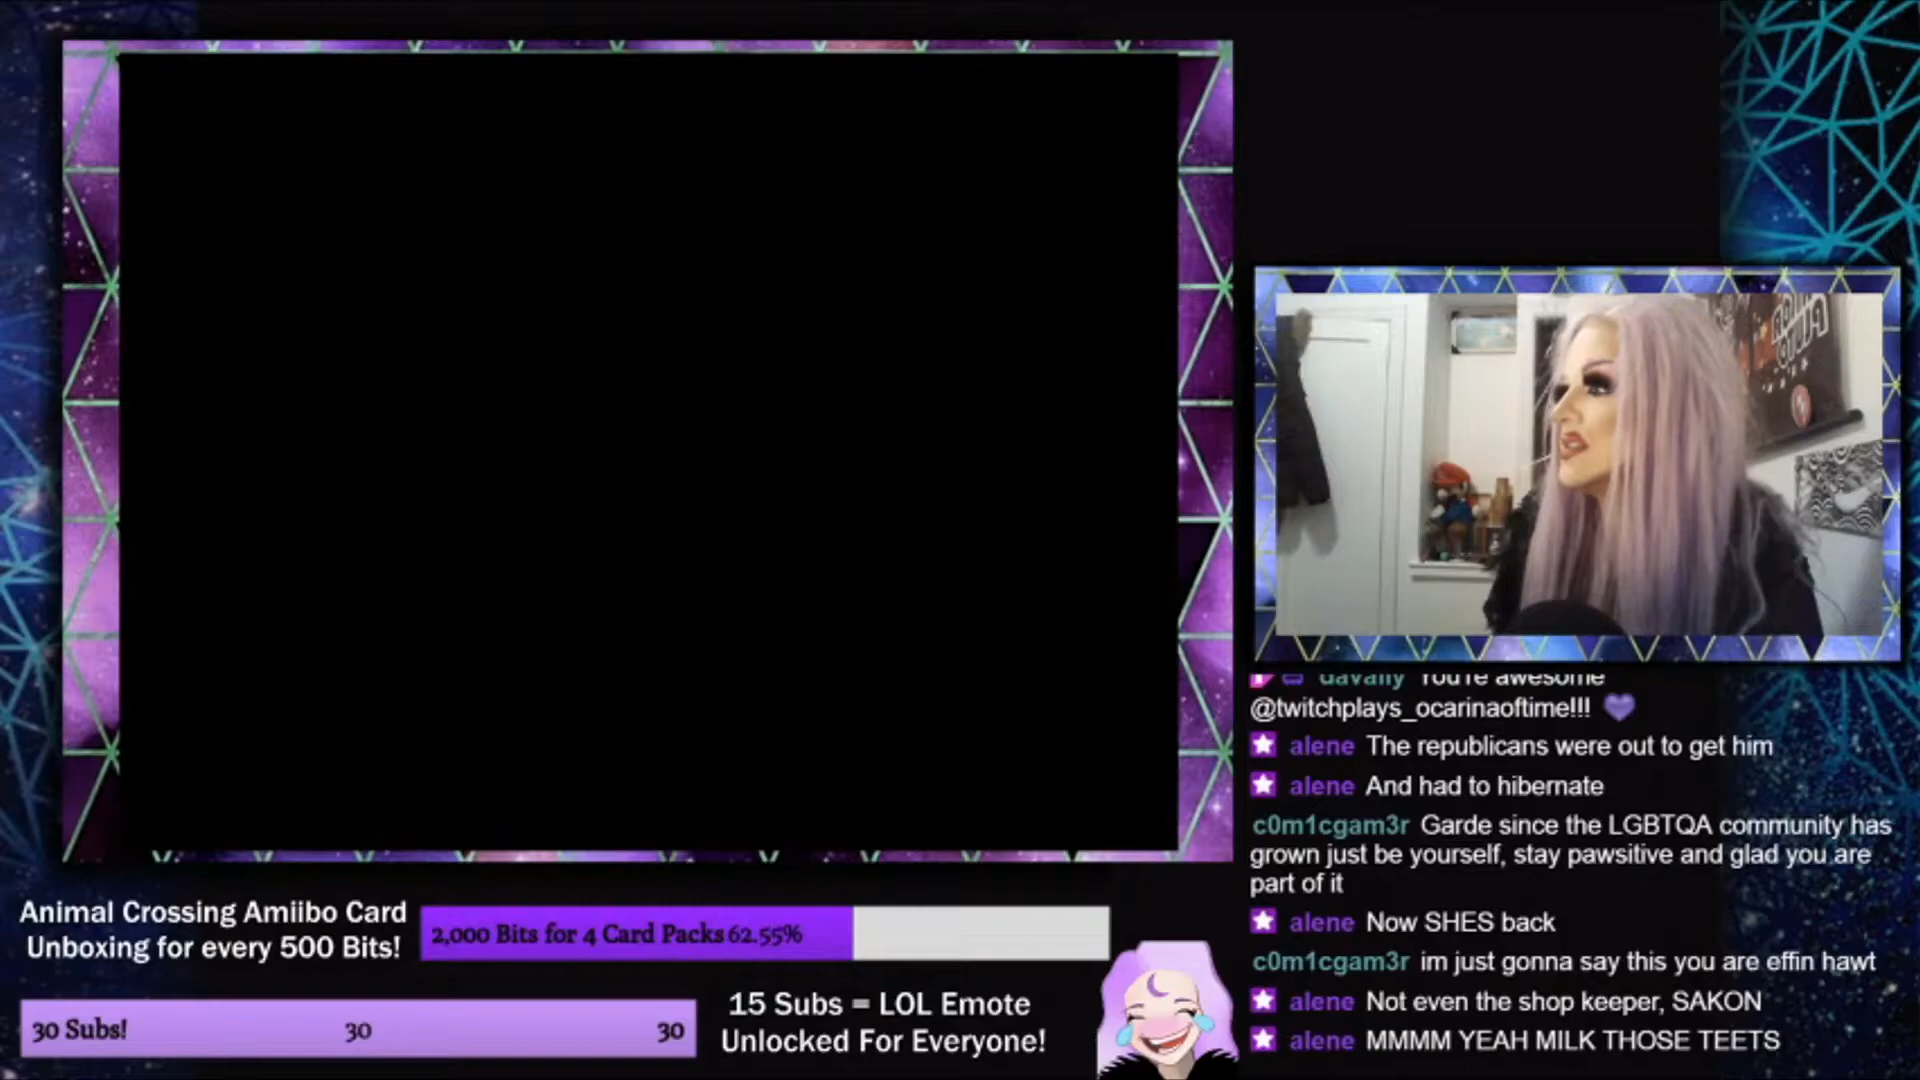 davally You're awesome
@twitchplays_ocarinaoftime!!!
alene The republicans were out to get him
alene And had to hibernate
c0m1cgam3r Garde since the LGBTQA community has
grown just be yourself, stay pawsitive and glad you are
part of it
alene Now SHES back
c0m1cgam3r im just gonna say this you are effin hawt
alene Not even the shop keeper, SAKON
alene MMMM YEAH MILK THOSE TEETS
Animal Crossing Amiibo Card
Unboxing for every 500 Bits!
2,000 Bits for 4 Card Packs 62.55%
30 Subs! 30 30
15 Subs = LOL Emote
Unlocked For Everyone!